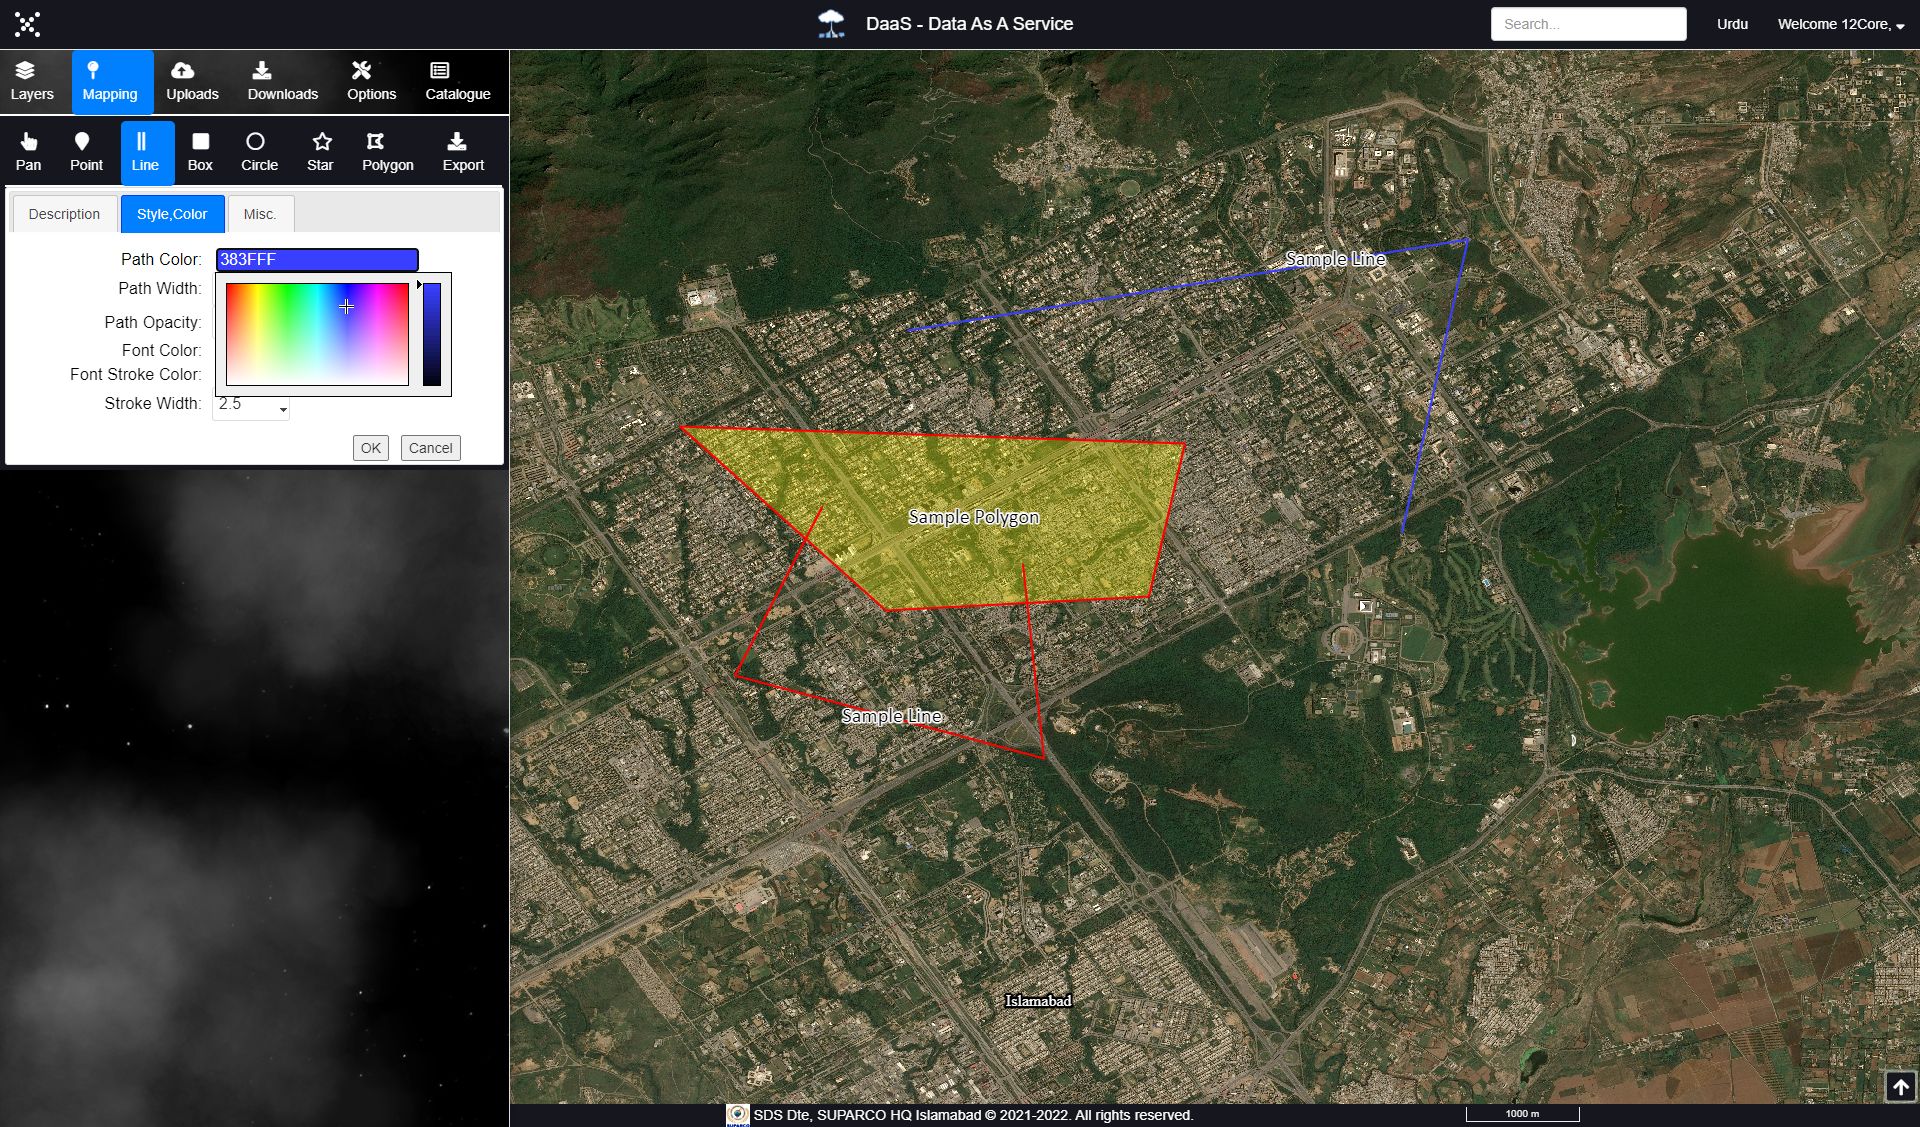 DaaS - Data As A Service
Search...
Urdu
Welcome 12Core,
Layers
Mapping
Uploads
Downloads
Options
Catalogue
Pan
Point
Line
Box
Circle
Star
Polygon
Export
Description
Style,Color
Misc.
Path Color: 383FFF
Path Width:
Path Opacity:
Font Color:
Font Stroke Color:
Stroke Width: 2.5
OK
Cancel
Sample Line
Sample Polygon
Sample Line
Islamabad
SUPARCO
SDS Dte, SUPARCO HQ Islamabad © 2021-2022. All rights reserved.
1000 m